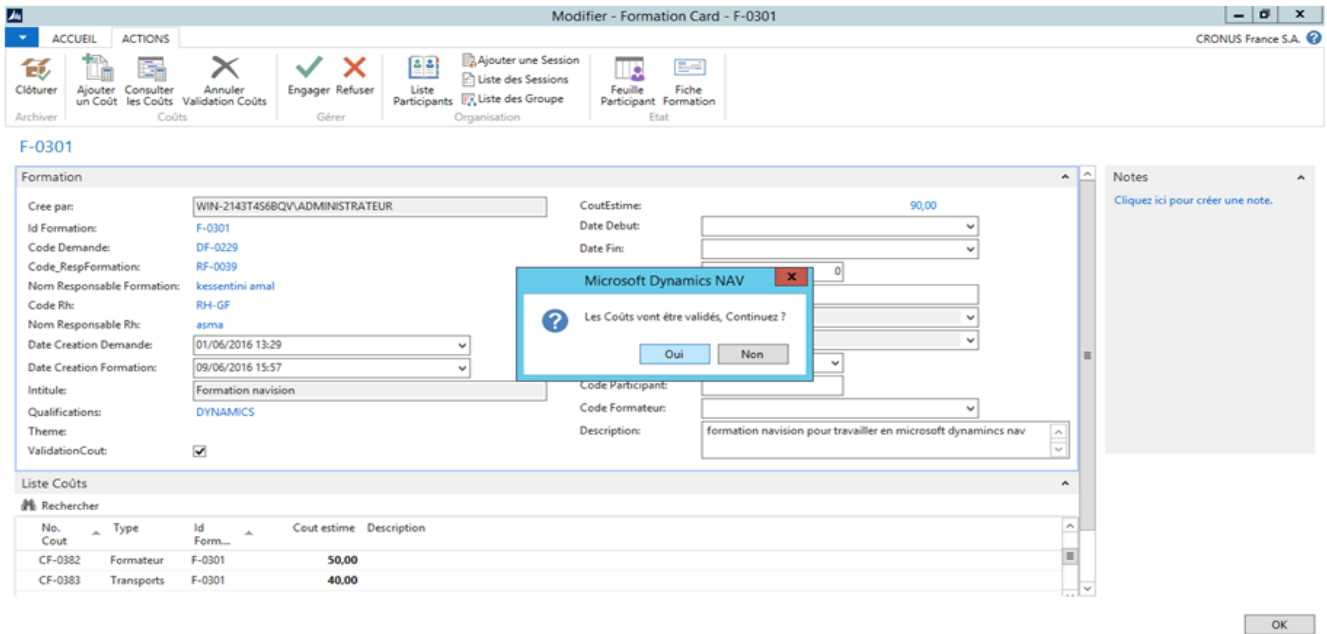 Modifier - Formation Card - F-0301
ACCUEIL ACTIONS
CRONUS France S.A.
Clôturer
Ajouter un Coût
Consulter les Coûts
Annuler Validation Coûts
Engager
Refuser
Liste Participants
Ajouter une Session
Liste des Sessions
Liste des Groupe
Feuille Participant
Fiche Formation
Archiver
Coûts
Gérer
Organisation
Etat
F-0301
Formation
Cree par: WIN-2143T4S6BQV\ADMINISTRATEUR
Id Formation: F-0301
Code Demande: DF-0229
Code_RespFormation: RF-0039
Nom Responsable Formation: kessentini amal
Code Rh: RH-GF
Nom Responsable Rh: asma
Date Creation Demande: 01/06/2016 13:29
Date Creation Formation: 09/06/2016 15:57
Intitule: Formation navision
Qualifications: DYNAMICS
Theme:
ValidationCout:
CoutEstime: 90,00
Date Debut:
Date Fin:
0
Code Participant:
Code Formateur:
Description: formation navision pour travailler en microsoft dynamincs nav
Microsoft Dynamics NAV
x
Les Coûts vont être validés, Continuez ?
Oui Non
Notes
Cliquez ici pour créer une note.
Liste Coûts
Rechercher
No. Cout Type Id Form... Cout estime Description
CF-0382 Formateur F-0301 50,00
CF-0383 Transports F-0301 40,00
OK